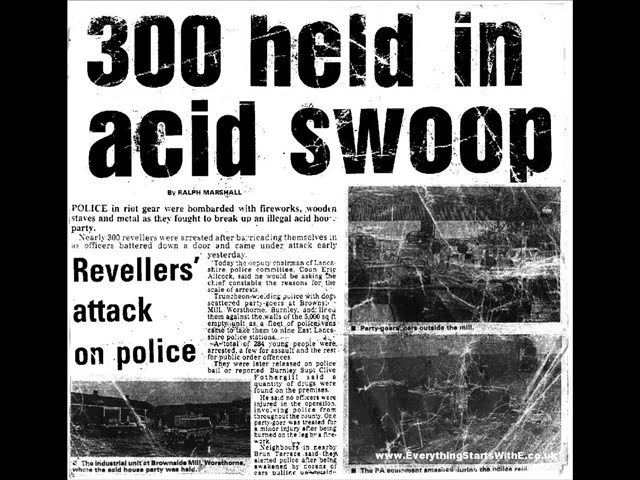 300 held in
acid swoop
By RALPH MARSHALL
POLICE in riot gear were bombarded with fireworks, wooden
staves and metal as they fought to break up an illegal acid house
party.
Nearly 300 revellers were arrested after barricading themselves in
as officers battered down a door and came under attack early
yesterday.
Revellers'
attack
on police
Today the deputy chairman of Lanca-
shire police committee, Coun Eric
Allcock, said he would be asking the
chief constable the reasons for the
scale of arrests.
Truncheon-wielding police with dogs
scattered party-goers at Brownside
Mill, Worsthorne, Burnley, and lined
them against the walls of the 5,000 sq ft
empty unit as a fleet of police vans
came to take them to nine East Lanca-
shire police stations.
A total of 284 young people were
arrested, a few for assault and the rest
for public order offences.
They were later released on police
bail or reported. Burnley Supt Clive
Fothergill said a
quantity of drugs were
found on the premises.
He said no officers were
injured in the operation,
involving police from
throughout the county. One
party-goer was treated for
a minor injury after being
burned on the leg by a fire-
work.
Neighbours in nearby
Brun Terrace said they
alerted police after being
awakened by dozens of
cars pulling
Party-goers' cars outside the mill.
The industrial unit at Brownside Mill, Worsthorne,
where the acid house party was held.
www.EverythingStartsWithE.co.uk
The PA equipment smashed during the police raid.